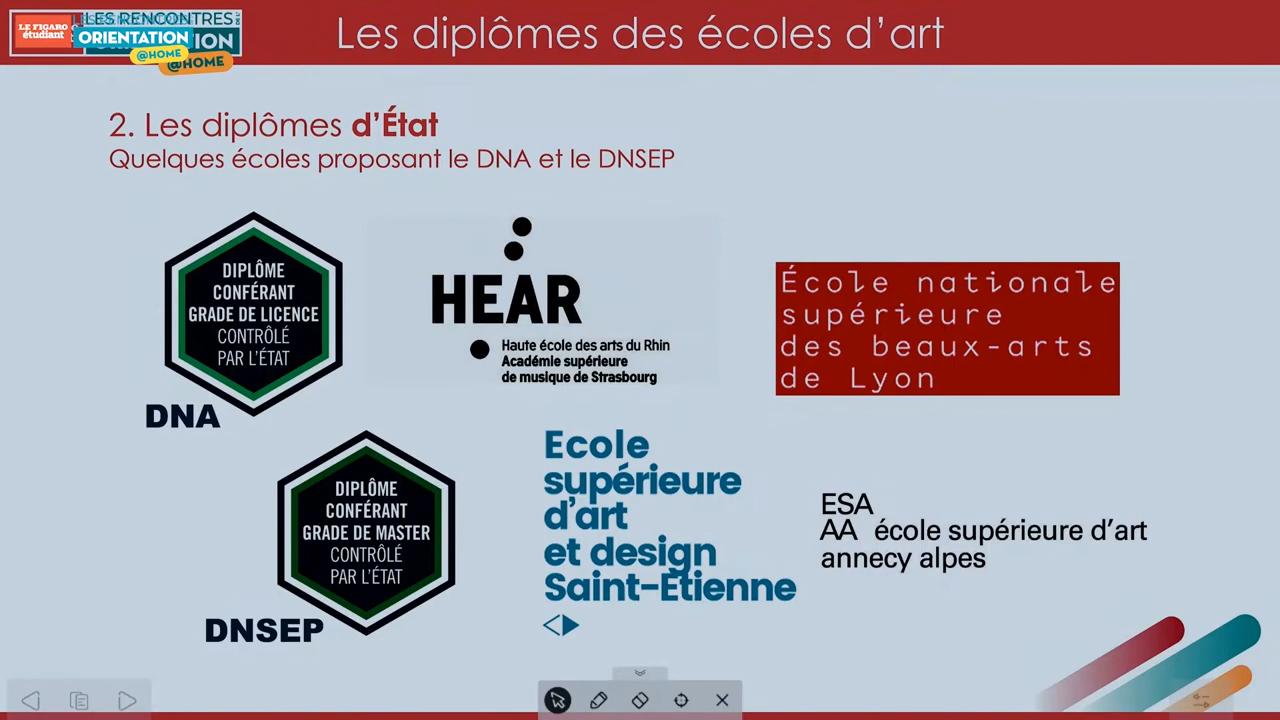 LES RENCONTRES
LE FIGARO
étudiant
ORIENTATION
@HOME
@HOME
Les diplômes des écoles d'art
2. Les diplômes d'État
Quelques écoles proposant le DNA et le DNSEP
DIPLÔME
CONFÉRANT
GRADE DE LICENCE
CONTRÔLÉ
PAR L'ÉTAT
DNA
HEAR
Haute école des arts du Rhin
Académie supérieure
de musique de Strasbourg
École nationale
supérieure
des beaux-arts
de Lyon
DIPLÔME
CONFÉRANT
GRADE DE MASTER
CONTRÔLÉ
PAR L'ÉTAT
DNSEP
Ecole
supérieure
d'art
et design
Saint-Étienne
ESA
AA école supérieure d'art
annecy alpes